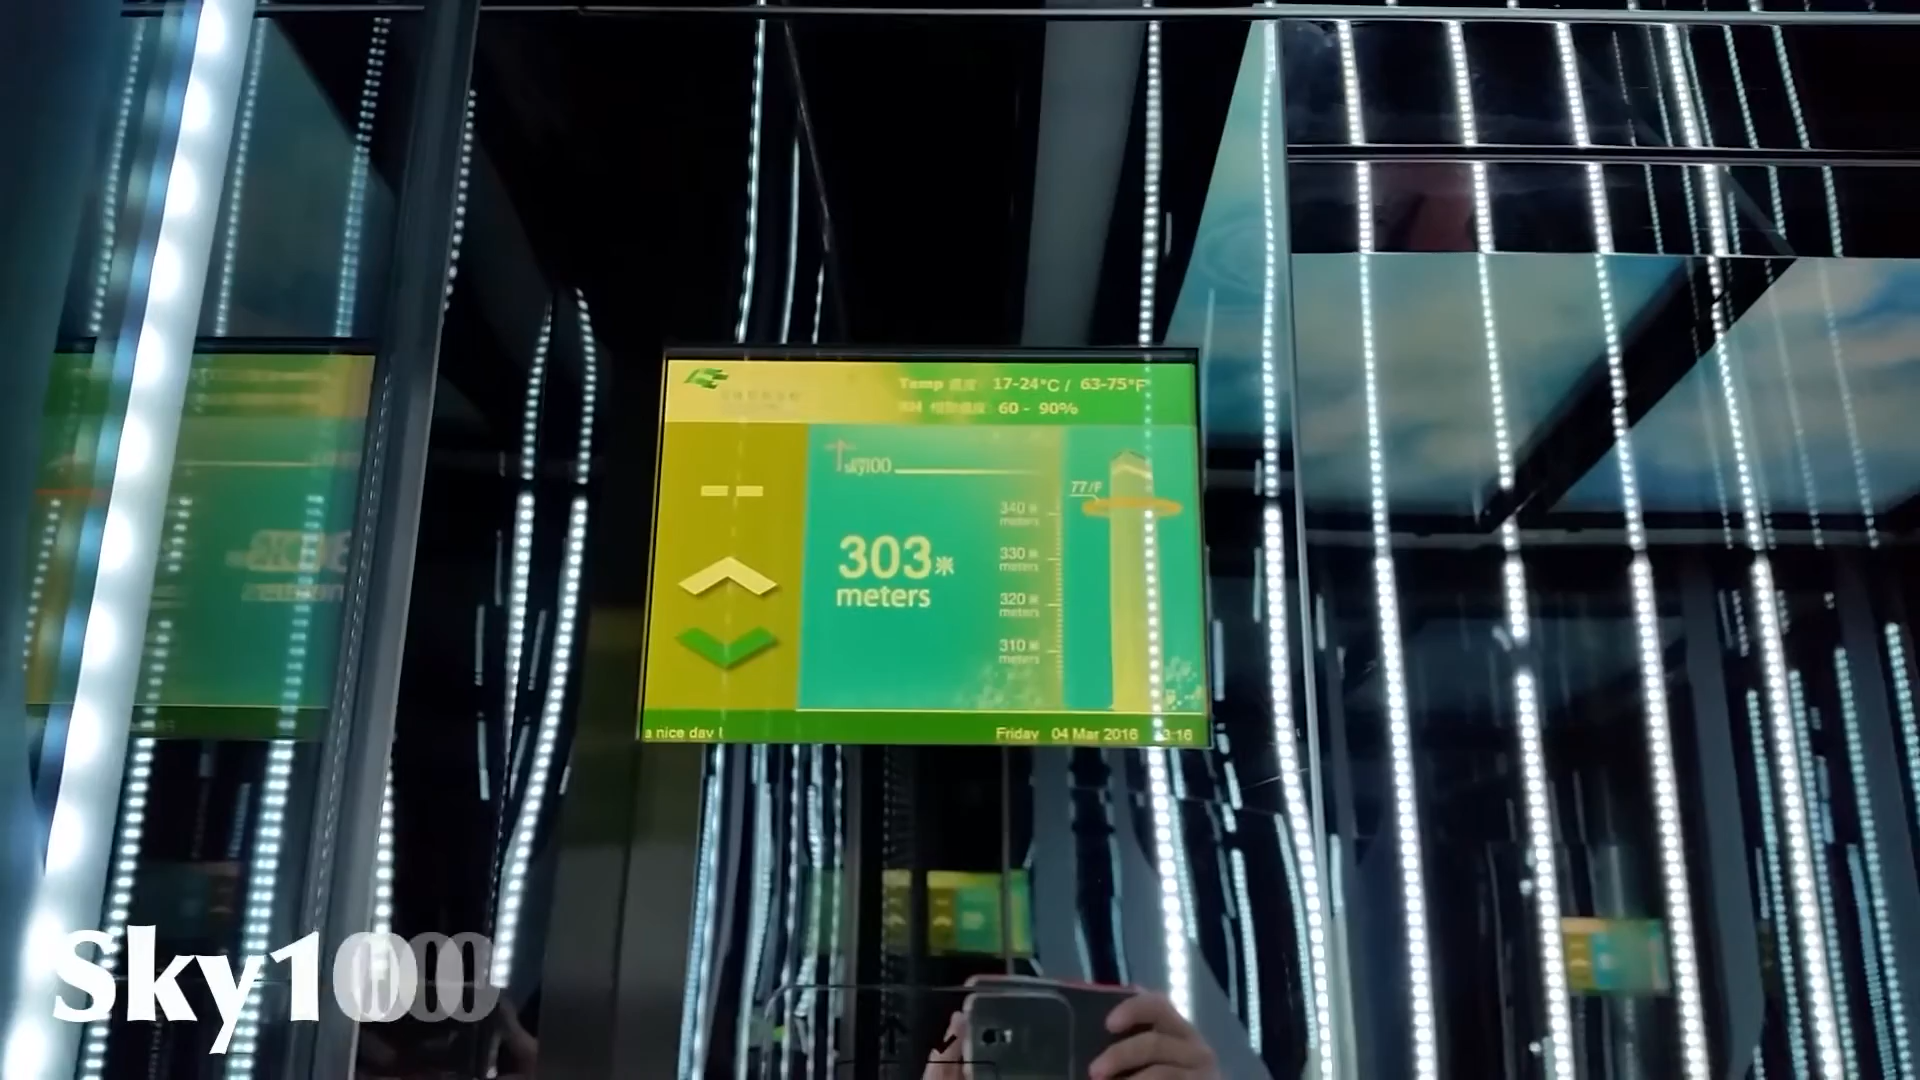 Temp 溫度: 17-24°C / 63-75°F
RH 相對濕度: 60 - 90%
sky100
77/F
340 米
meters
303米
meters
330 米
meters
320 米
meters
310 米
meters
a nice day !
Friday 04 Mar 2016
Sky100